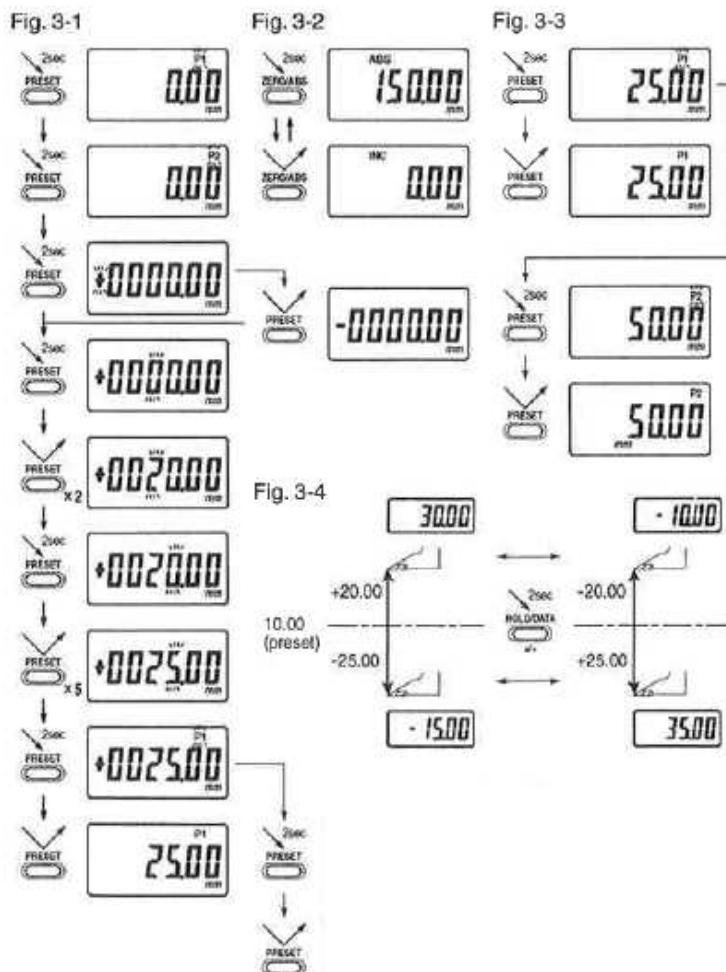 Fig. 3-1
2sec
PRESET
P1
0.00
mm
2sec
PRESET
P2
0.00
mm
2sec
PRESET
+0000.00
mm
2sec
PRESET
+0000.00
mm
PRESET
X 2
+0020.00
mm
2sec
PRESET
+0020.00
mm
PRESET
X 5
+0025.00
mm
2sec
PRESET
P1
+0025.00
mm
PRESET
P1
25.00
mm
2sec
PRESET
PRESET
PRESET
-0000.00
mm
Fig. 3-2
2sec
ZERO/ABS
ABS
150.00
mm
ZERO/ABS
INC
0.00
mm
Fig. 3-3
2sec
PRESET
P1
25.00
mm
PRESET
P1
25.00
mm
2sec
PRESET
P2
50.00
mm
PRESET
P2
50.00
mm
Fig. 3-4
30.00
-10.00
+20.00
-20.00
2sec
HOLD/DATA
10.00
(preset)
-25.00
+25.00
-15.00
35.00